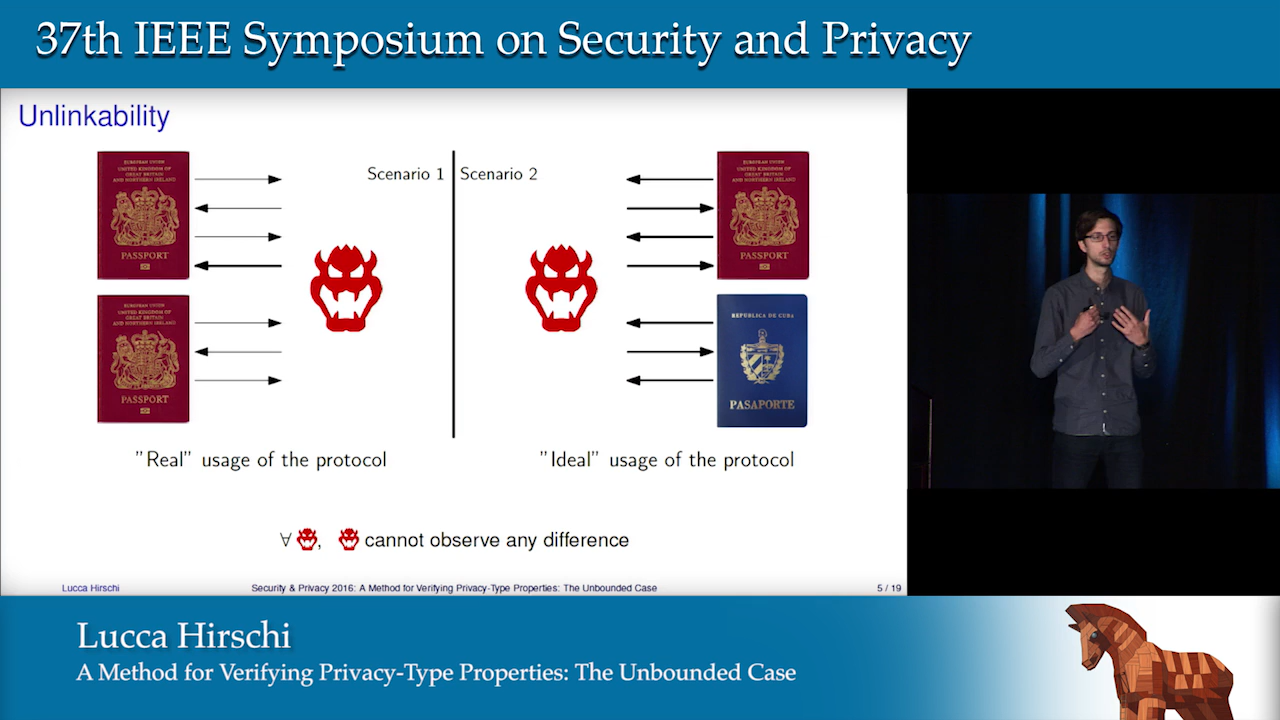 37th IEEE Symposium on Security and Privacy
Unlinkability
EUROPEAN UNION
UNITED KINGDOM OF
GREAT BRITAIN
AND NORTHERN IRELAND
PASSPORT
Scenario 1
Scenario 2
EUROPEAN UNION
UNITED KINGDOM OF
GREAT BRITAIN
AND NORTHERN IRELAND
PASSPORT
EUROPEAN UNION
UNITED KINGDOM OF
GREAT BRITAIN
AND NORTHERN IRELAND
PASSPORT
REPUBLICA DE CUBA
PASAPORTE
"Real" usage of the protocol
"Ideal" usage of the protocol
∀ , cannot observe any difference
Lucca Hirschi
Security & Privacy 2016: A Method for Verifying Privacy-Type Properties: The Unbounded Case
5 / 19
Lucca Hirschi
A Method for Verifying Privacy-Type Properties: The Unbounded Case